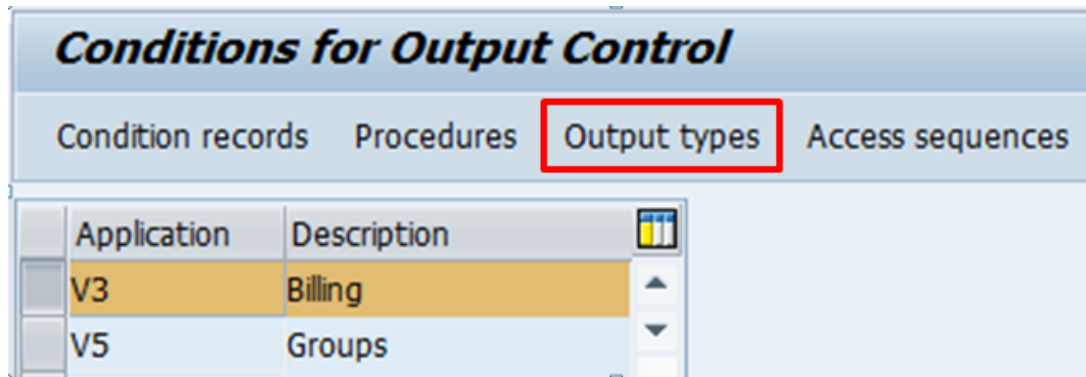 Conditions for Output Control
Condition records Procedures Output types Access sequences
Application Description
V3 Billing
V5 Groups